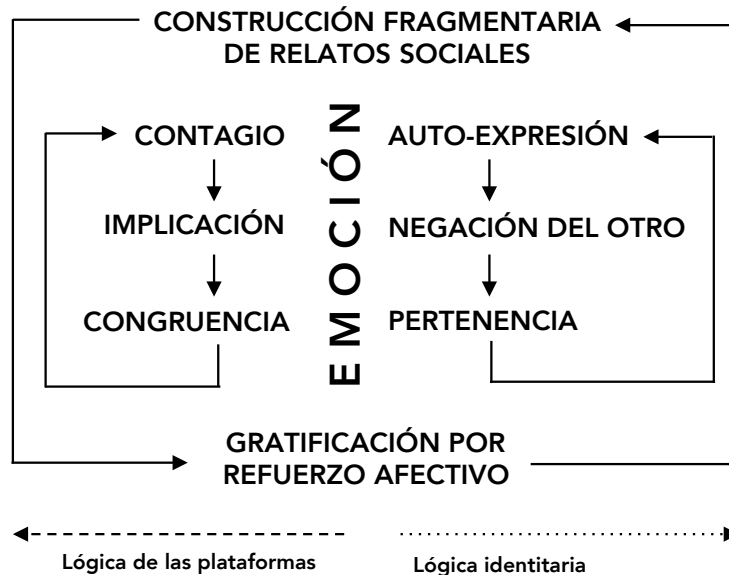 CONSTRUCCIÓN FRAGMENTARIA
DE RELATOS SOCIALES
CONTAGIO
IMPLICACIÓN
CONGRUENCIA
EMOCIÓN
AUTO-EXPRESIÓN
NEGACIÓN DEL OTRO
PERTENENCIA
GRATIFICACIÓN POR
REFUERZO AFECTIVO
Lógica de las plataformas
Lógica identitaria